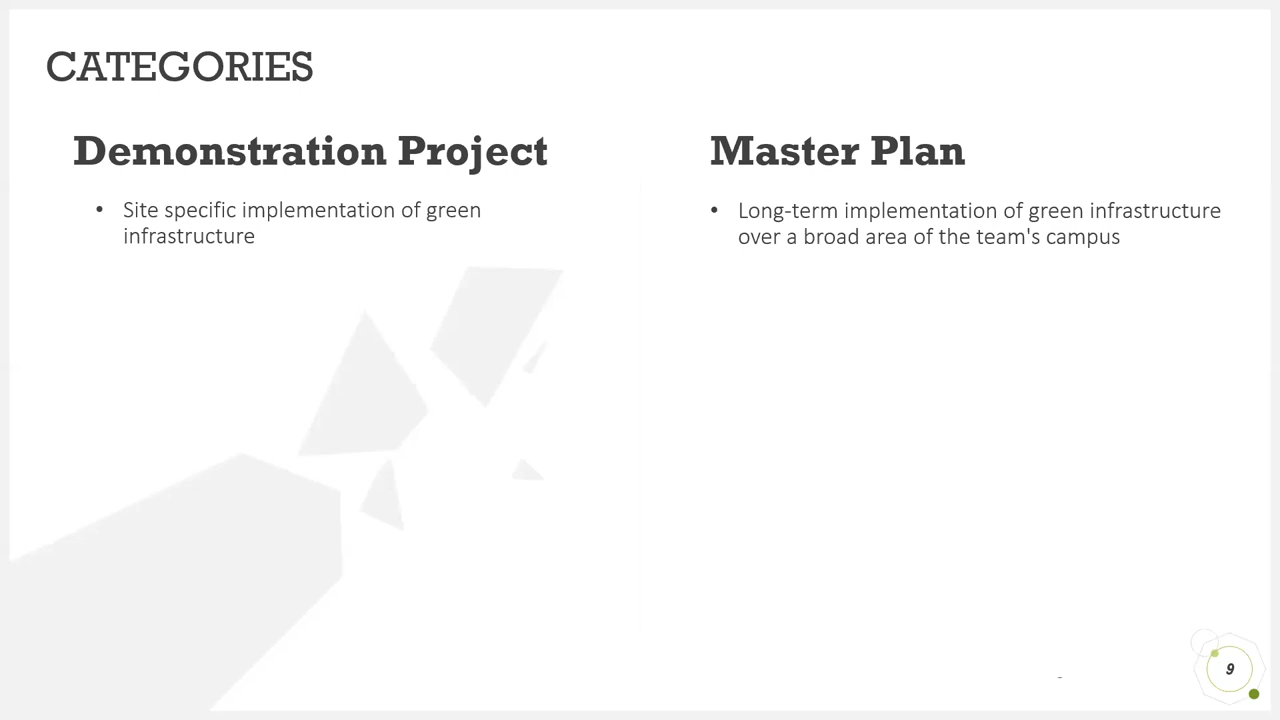 CATEGORIES
Demonstration Project
• Site specific implementation of green
infrastructure
Master Plan
• Long-term implementation of green infrastructure
over a broad area of the team's campus
-
9